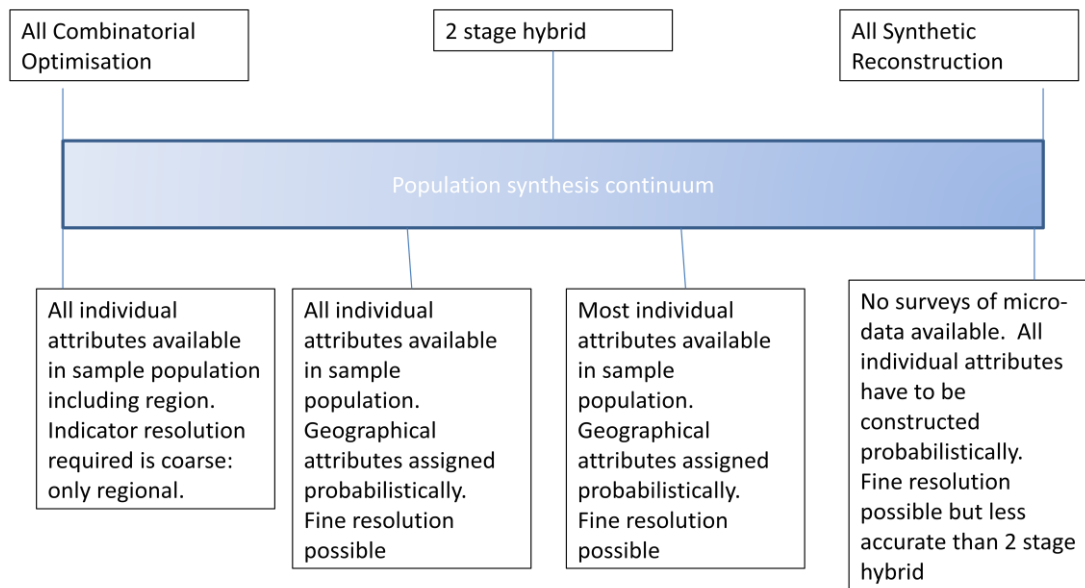 All Combinatorial
Optimisation
2 stage hybrid
All Synthetic
Reconstruction
Population synthesis continuum
All individual
attributes available
in sample population
including region.
Indicator resolution
required is coarse:
only regional.
All individual
attributes available
in sample
population.
Geographical
attributes assigned
probabilistically.
Fine resolution
possible
Most individual
attributes available
in sample
population.
Geographical
attributes assigned
probabilistically.
Fine resolution
possible
No surveys of micro-
data available.  All
individual attributes
have to be
constructed
probabilistically.
Fine resolution
possible but less
accurate than 2 stage
hybrid